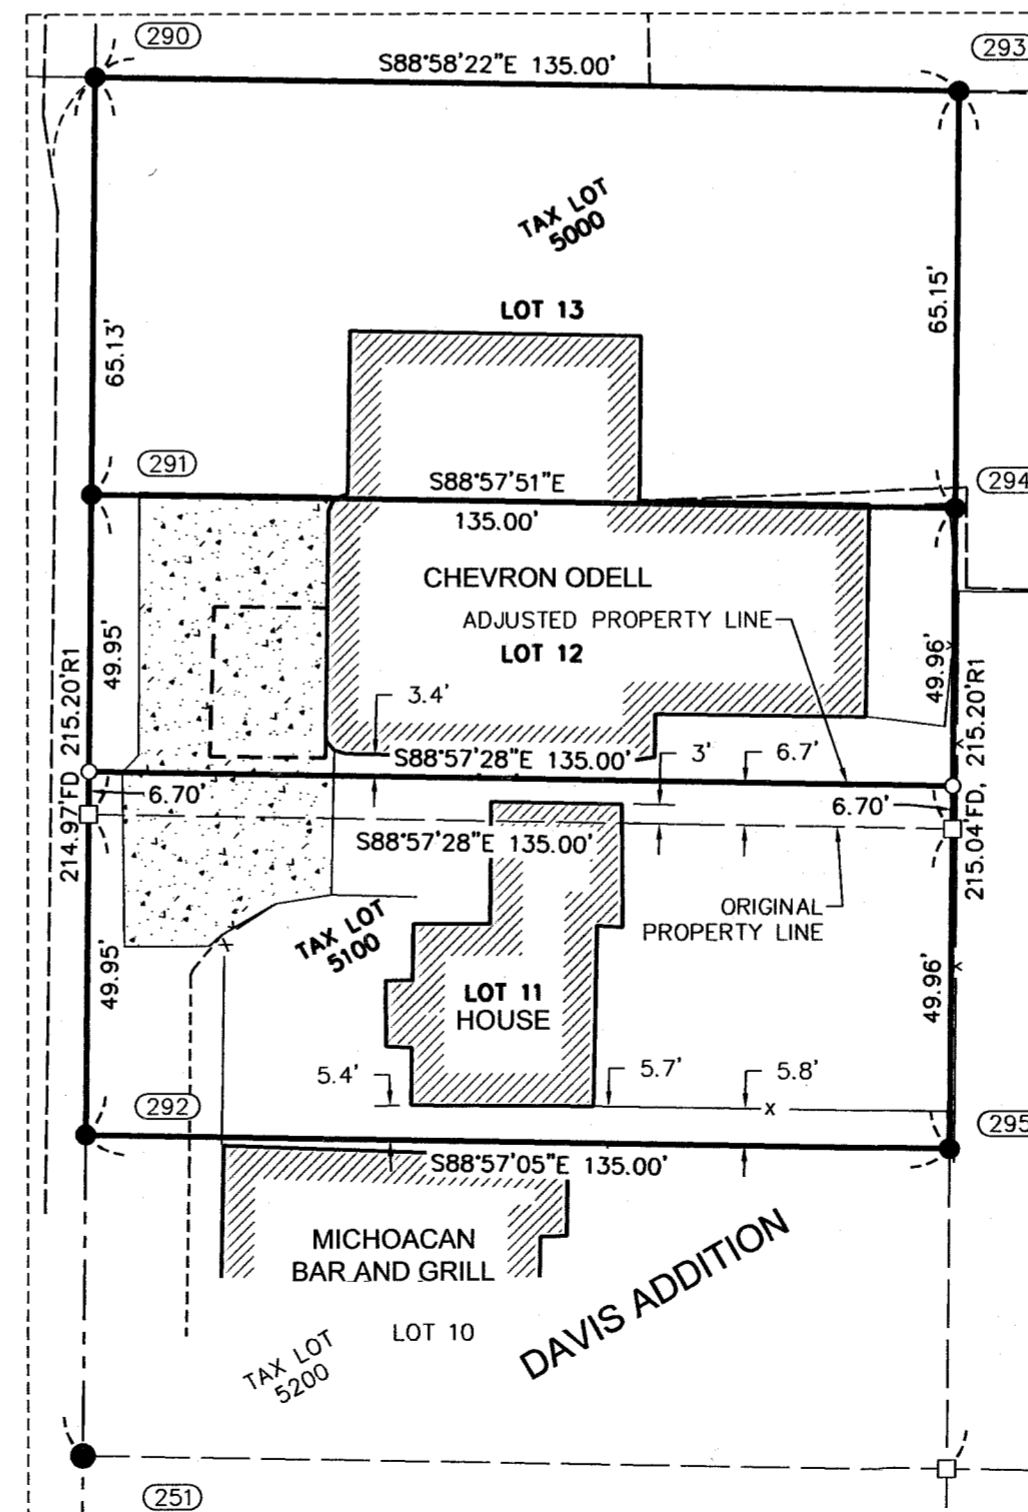 290
293
S88°58'22"E 135.00'
TAX LOT
5000
LOT 13
65.13'
65.15'
291
294
S88°57'51"E
135.00'
CHEVRON ODELL
ADJUSTED PROPERTY LINE
LOT 12
49.95'
49.96'
3.4'
S88°57'28"E 135.00'
3'
6.7'
6.70'
6.70'
214.97'FD 215.20'R1
215.04'FD, 215.20'R1
S88°57'28"E 135.00'
ORIGINAL
PROPERTY LINE
TAX LOT
5100
LOT 11
HOUSE
49.95'
49.96'
5.4'
5.7'
5.8'
X
292
295
S88°57'05"E 135.00'
MICHOACAN
BAR AND GRILL
DAVIS ADDITION
LOT 10
TAX LOT
5200
251